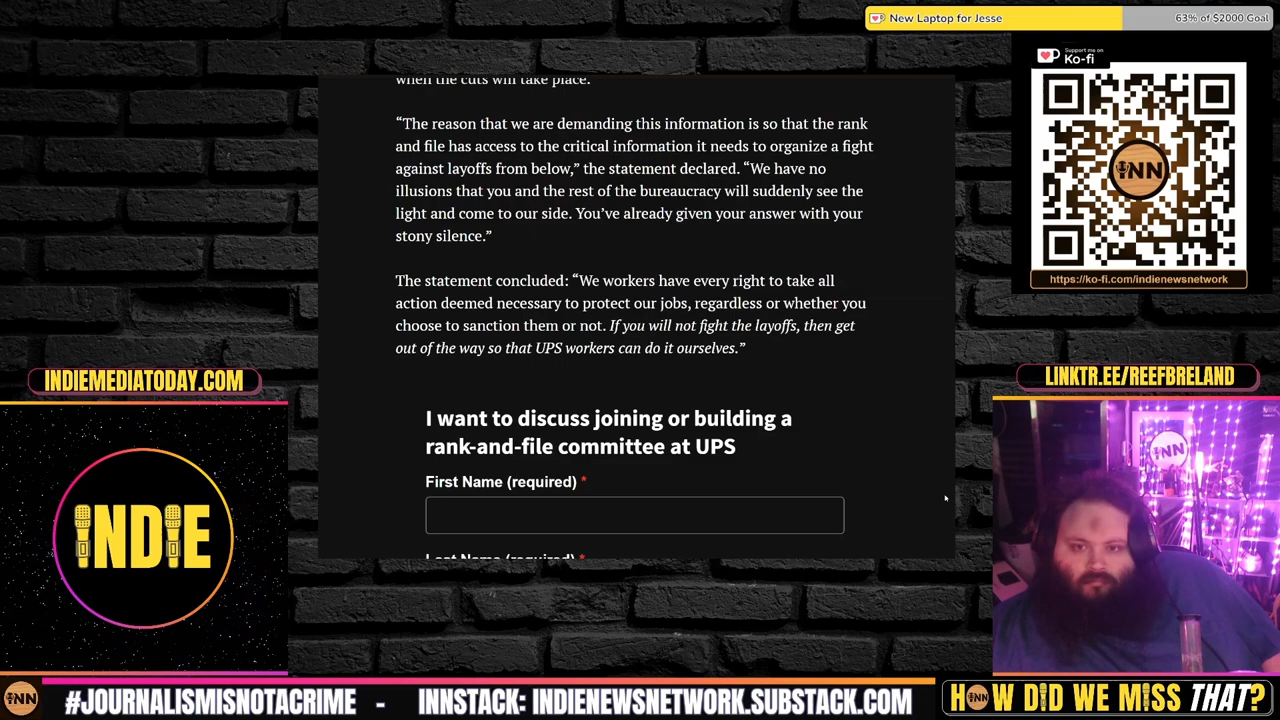 New Laptop for Jesse
63% of $2000 Goal
Support me on
Ko-fi
iNN
https://ko-fi.com/indienewsnetwork
when the cuts will take place.
“The reason that we are demanding this information is so that the rank
and file has access to the critical information it needs to organize a fight
against layoffs from below,” the statement declared. “We have no
illusions that you and the rest of the bureaucracy will suddenly see the
light and come to our side. You’ve already given your answer with your
stony silence.”
The statement concluded: “We workers have every right to take all
action deemed necessary to protect our jobs, regardless or whether you
choose to sanction them or not. If you will not fight the layoffs, then get
out of the way so that UPS workers can do it ourselves.”
I want to discuss joining or building a
rank-and-file committee at UPS
First Name (required) *
Last Name (required) *
INDIEMEDIATODAY.COM
iNDiE
LINKTR.EE/REEFBRELAND
iNN
iNN
#JOURNALISMISNOTACRIME - INNSTACK: INDIENEWSNETWORK.SUBSTACK.COM
HOW DID WE MISS THAT?